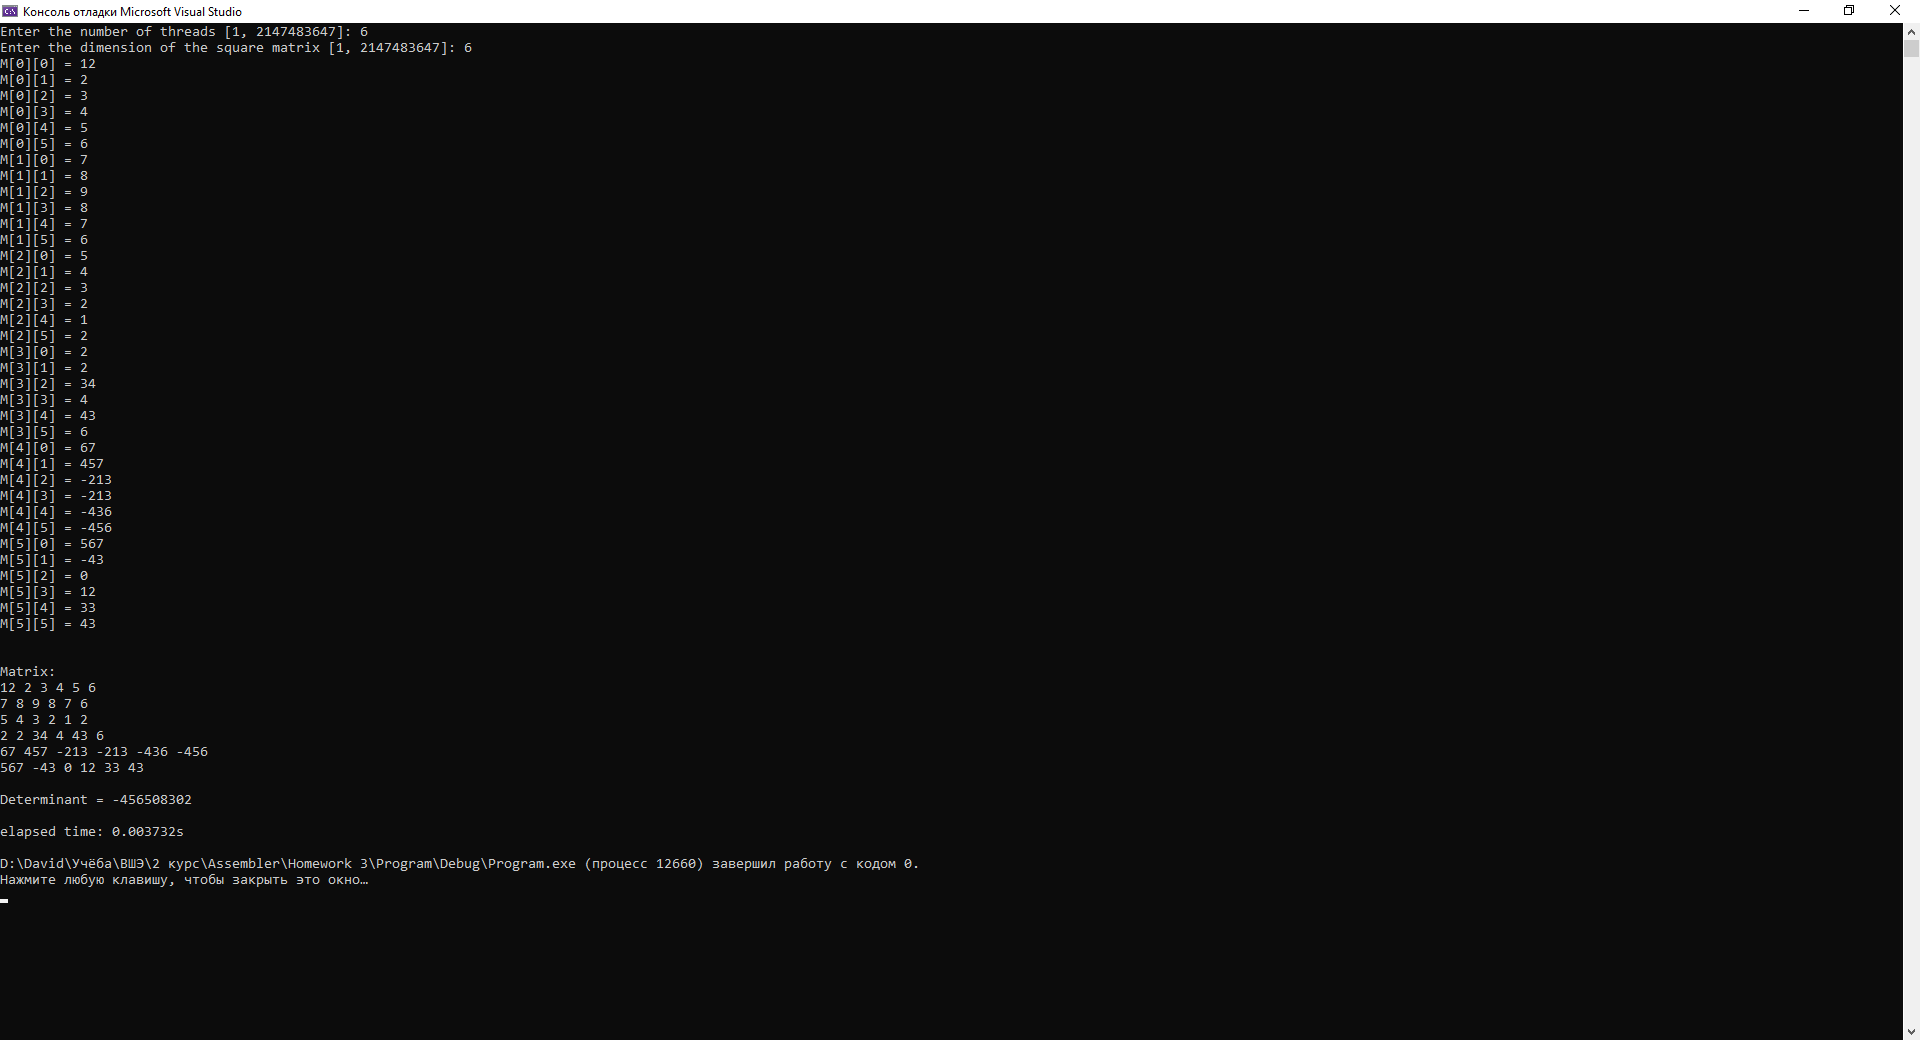 Консоль отладки Microsoft Visual Studio
Enter the number of threads [1, 2147483647]: 6
Enter the dimension of the square matrix [1, 2147483647]: 6
M[0][0] = 12
M[0][1] = 2
M[0][2] = 3
M[0][3] = 4
M[0][4] = 5
M[0][5] = 6
M[1][0] = 7
M[1][1] = 8
M[1][2] = 9
M[1][3] = 8
M[1][4] = 7
M[1][5] = 6
M[2][0] = 5
M[2][1] = 4
M[2][2] = 3
M[2][3] = 2
M[2][4] = 1
M[2][5] = 2
M[3][0] = 2
M[3][1] = 2
M[3][2] = 34
M[3][3] = 4
M[3][4] = 43
M[3][5] = 6
M[4][0] = 67
M[4][1] = 457
M[4][2] = -213
M[4][3] = -213
M[4][4] = -436
M[4][5] = -456
M[5][0] = 567
M[5][1] = -43
M[5][2] = 0
M[5][3] = 12
M[5][4] = 33
M[5][5] = 43
Matrix:
12 2 3 4 5 6
7 8 9 8 7 6
5 4 3 2 1 2
2 2 34 4 43 6
67 457 -213 -213 -436 -456
567 -43 0 12 33 43
Determinant = -456508302
elapsed time: 0.003732s
D:\David\Учёба\ВШЭ\2 курс\Assembler\Homework 3\Program\Debug\Program.exe (процесс 12660) завершил работу с кодом 0.
Нажмите любую клавишу, чтобы закрыть это окно…